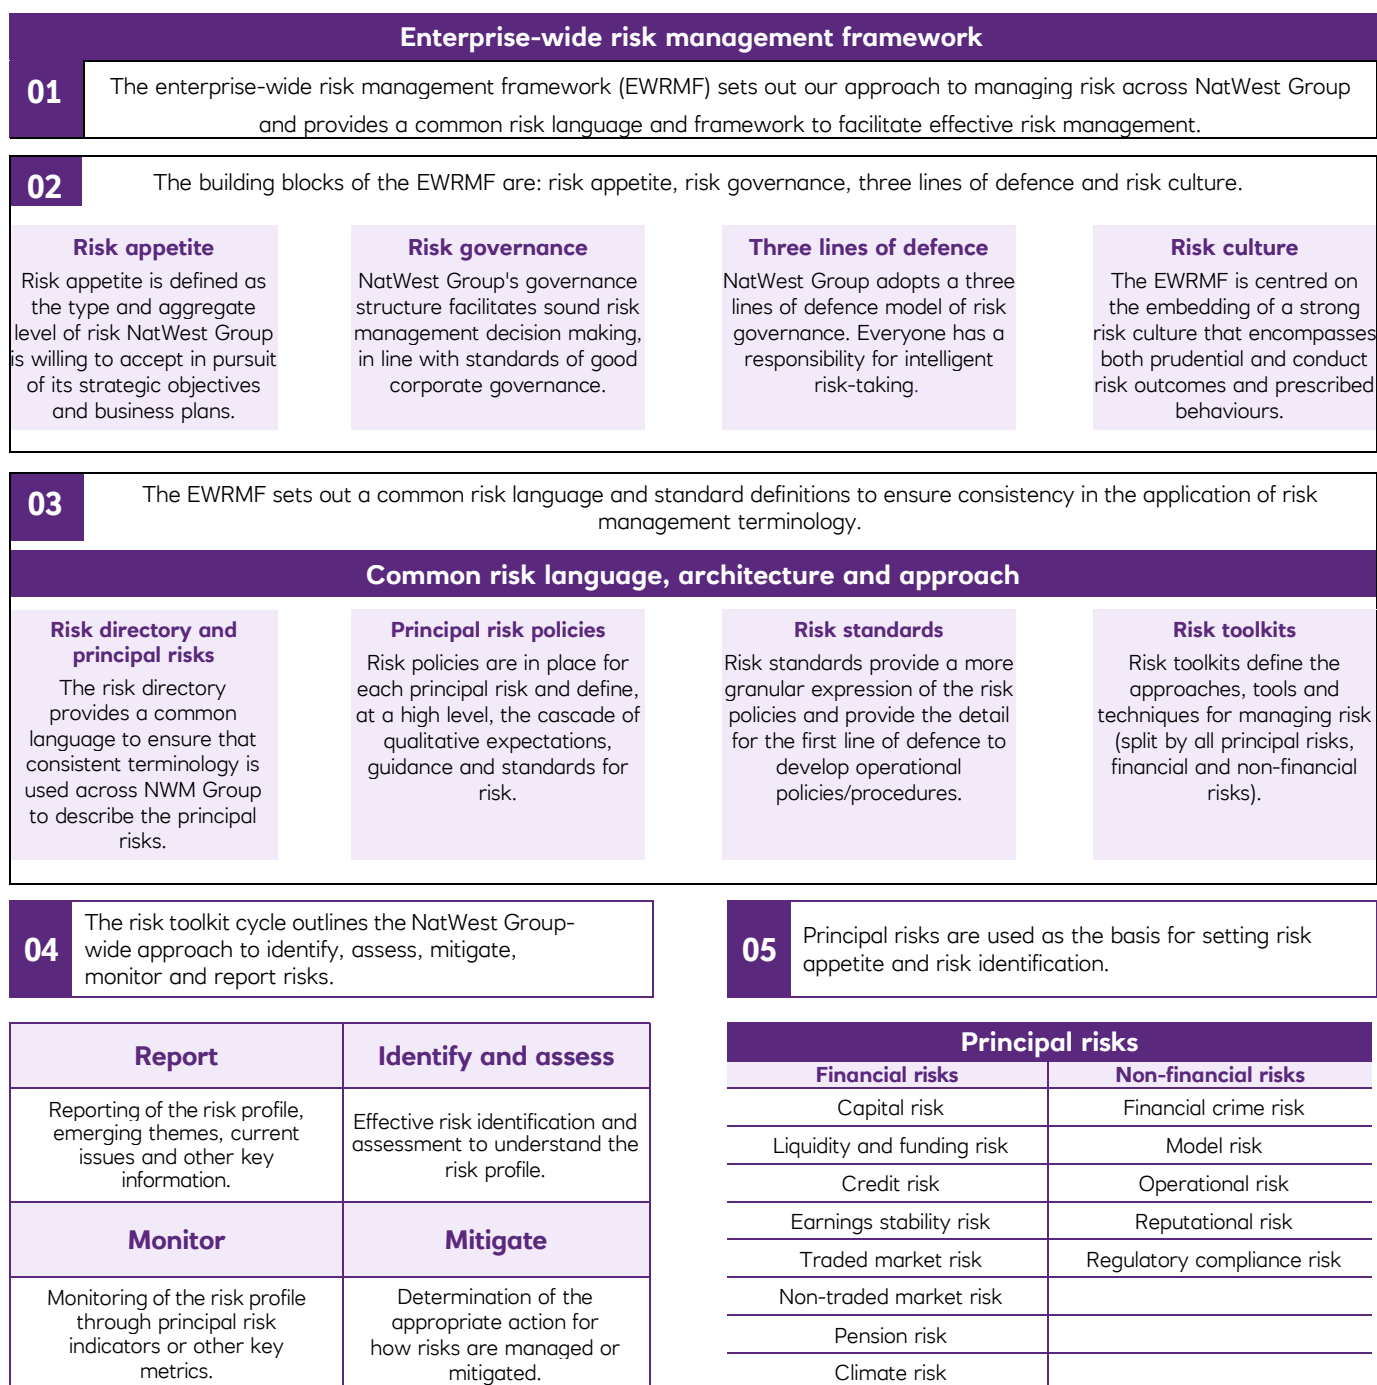 Enterprise-wide risk management framework
01
The enterprise-wide risk management framework (EWRMF) sets out our approach to managing risk across NatWest Group
and provides a common risk language and framework to facilitate effective risk management.
02
The building blocks of the EWRMF are: risk appetite, risk governance, three lines of defence and risk culture.
Risk appetite
Risk appetite is defined as
the type and aggregate
level of risk NatWest Group
is willing to accept in pursuit
of its strategic objectives
and business plans.
Risk governance
NatWest Group's governance
structure facilitates sound risk
management decision making,
in line with standards of good
corporate governance.
Three lines of defence
NatWest Group adopts a three
lines of defence model of risk
governance. Everyone has a
responsibility for intelligent
risk-taking.
Risk culture
The EWRMF is centred on
the embedding of a strong
risk culture that encompasses
both prudential and conduct
risk outcomes and prescribed
behaviours.
03
The EWRMF sets out a common risk language and standard definitions to ensure consistency in the application of risk
management terminology.
Common risk language, architecture and approach
Risk directory and
principal risks
The risk directory
provides a common
language to ensure that
consistent terminology is
used across NWM Group
to describe the principal
risks.
Principal risk policies
Risk policies are in place for
each principal risk and define,
at a high level, the cascade of
qualitative expectations,
guidance and standards for
risk.
Risk standards
Risk standards provide a more
granular expression of the risk
policies and provide the detail
for the first line of defence to
develop operational
policies/procedures.
Risk toolkits
Risk toolkits define the
approaches, tools and
techniques for managing risk
(split by all principal risks,
financial and non-financial
risks).
04
The risk toolkit cycle outlines the NatWest Group-
wide approach to identify, assess, mitigate,
monitor and report risks.
Report
Identify and assess
Reporting of the risk profile,
emerging themes, current
issues and other key
information.
Effective risk identification and
assessment to understand the
risk profile.
Monitor
Mitigate
Monitoring of the risk profile
through principal risk
indicators or other key
metrics.
Determination of the
appropriate action for
how risks are managed or
mitigated.
05
Principal risks are used as the basis for setting risk
appetite and risk identification.
Principal risks
Financial risks
Non-financial risks
Capital risk
Financial crime risk
Liquidity and funding risk
Model risk
Credit risk
Operational risk
Earnings stability risk
Reputational risk
Traded market risk
Regulatory compliance risk
Non-traded market risk
Pension risk
Climate risk